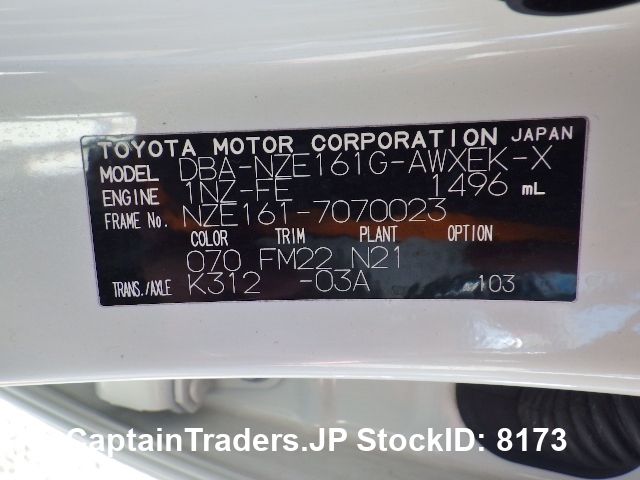 TOYOTA MOTOR CORPORATION JAPAN
MODEL DBA-NZE161G-AWXEK-X
ENGINE 1NZ-FE 1496 mL
FRAME No. NZE161-7070023
COLOR TRIM PLANT OPTION
070 FM22 N21
TRANS./AXLE K312 -03A 103
CaptainTraders.JP StockID: 8173